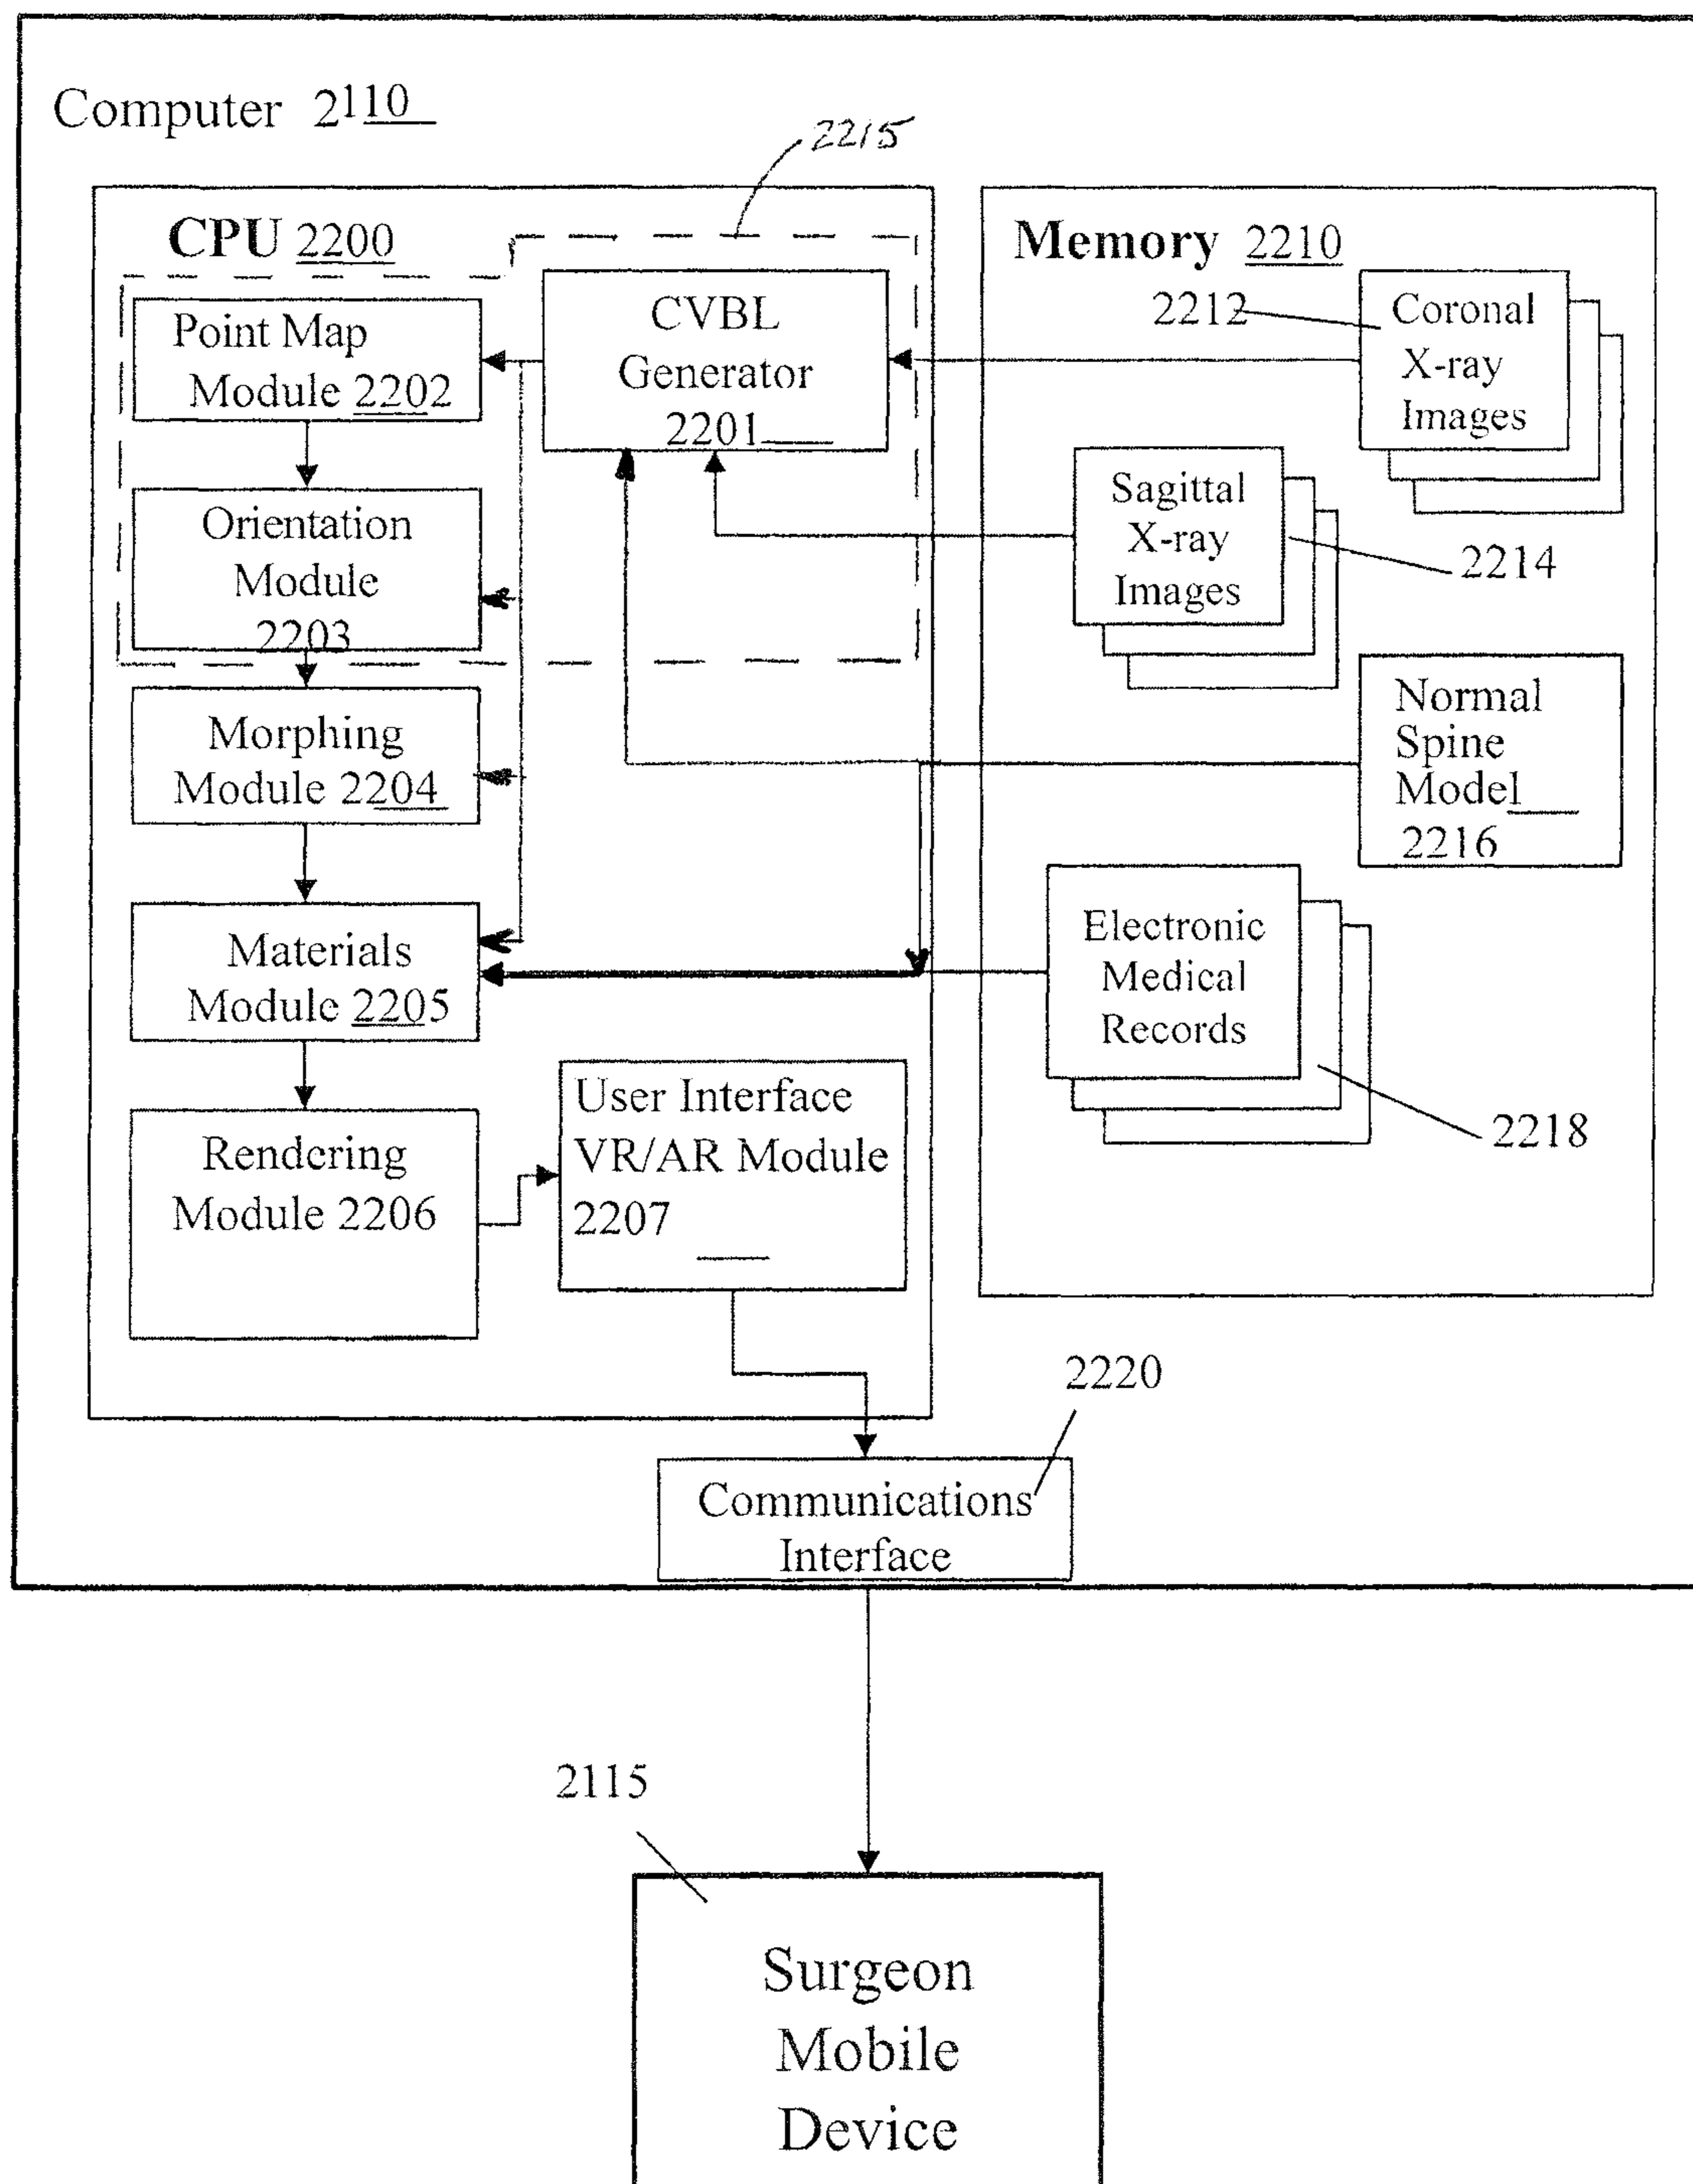 Computer 2110
2215
CPU 2200
Point Map
Module 2202
CVBL
Generator
2201
Orientation
Module
2203
Morphing
Module 2204
Materials
Module 2205
Rendering
Module 2206
User Interface
VR/AR Module
2207
Memory 2210
2212
Coronal
X-ray
Images
Sagittal
X-ray
Images
2214
Normal
Spine
Model
2216
Electronic
Medical
Records
2218
2220
Communications
Interface
2115
Surgeon
Mobile
Device